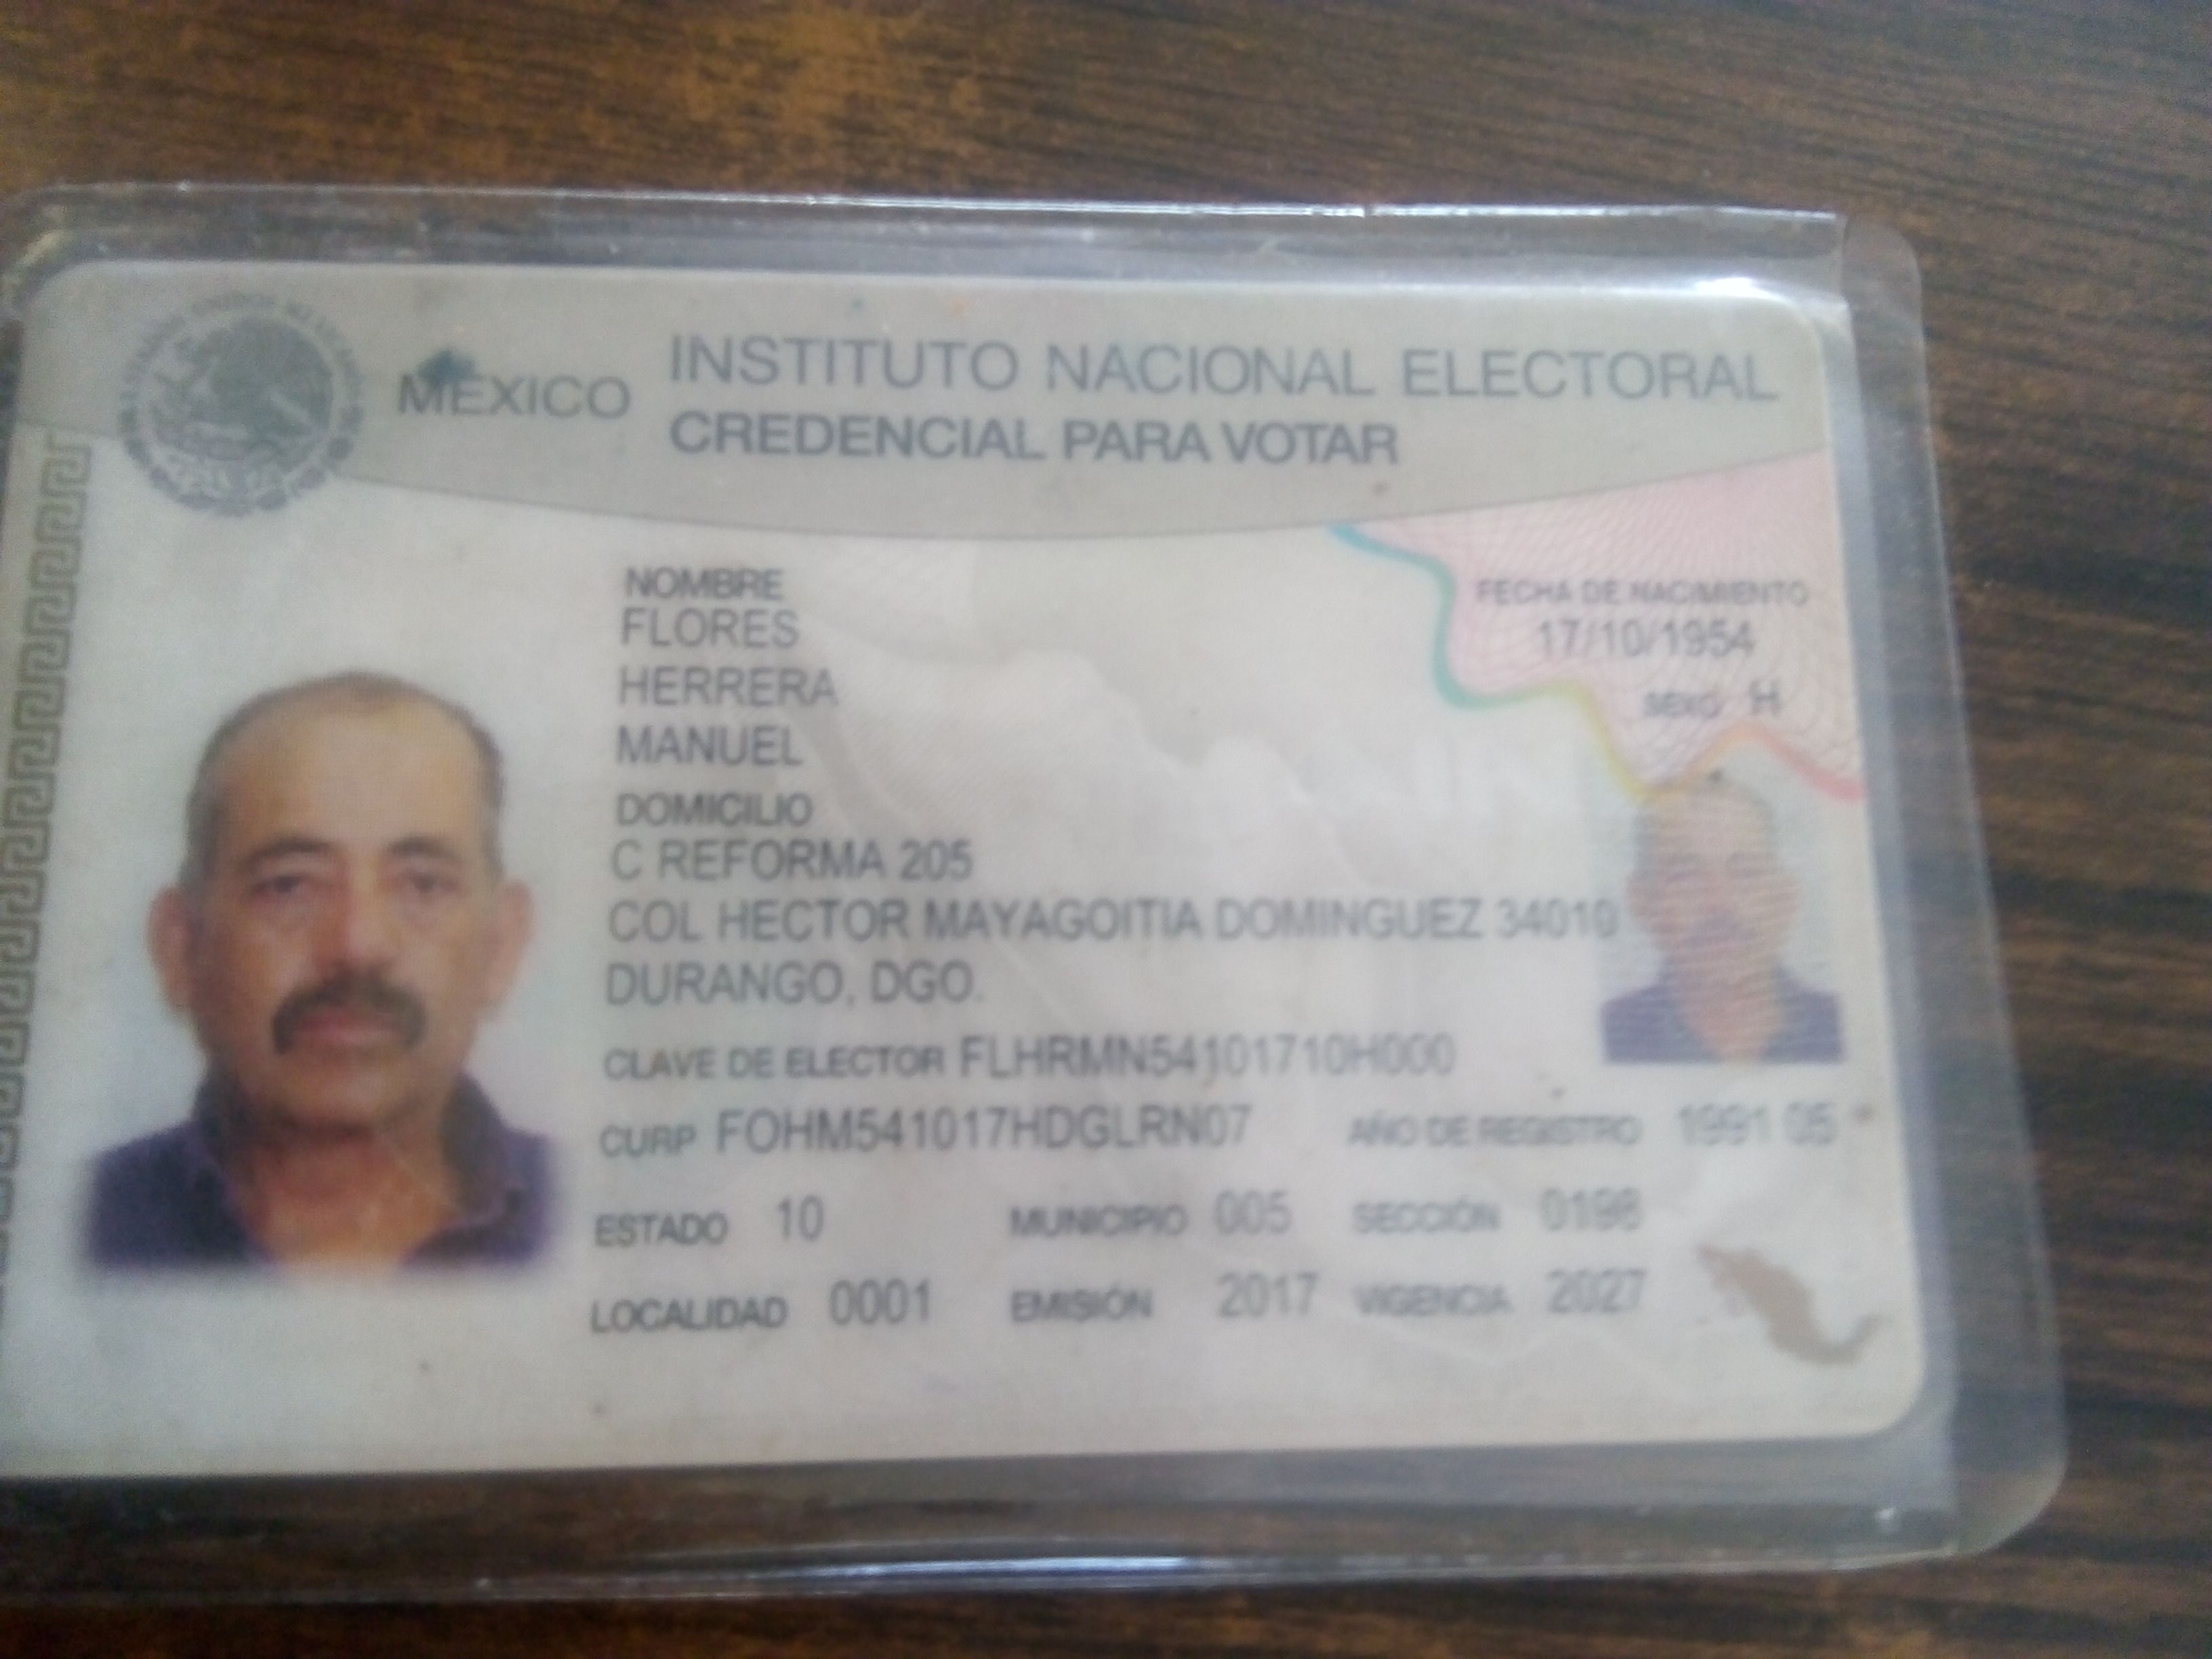 MÉXICO
INSTITUTO NACIONAL ELECTORAL
CREDENCIAL PARA VOTAR
NOMBRE
FLORES
HERRERA
MANUEL
FECHA DE NACIMIENTO
17/10/1954
SEXO H
DOMICILIO
C REFORMA 205
COL HECTOR MAYAGOITIA DOMINGUEZ 34010
DURANGO, DGO.
CLAVE DE ELECTOR FLHRMN54101710H000
CURP FOHM541017HDGLRN07 AÑO DE REGISTRO 1991 05
ESTADO 10 MUNICIPIO 005 SECCIÓN 0198
LOCALIDAD 0001 EMISIÓN 2017 VIGENCIA 2027